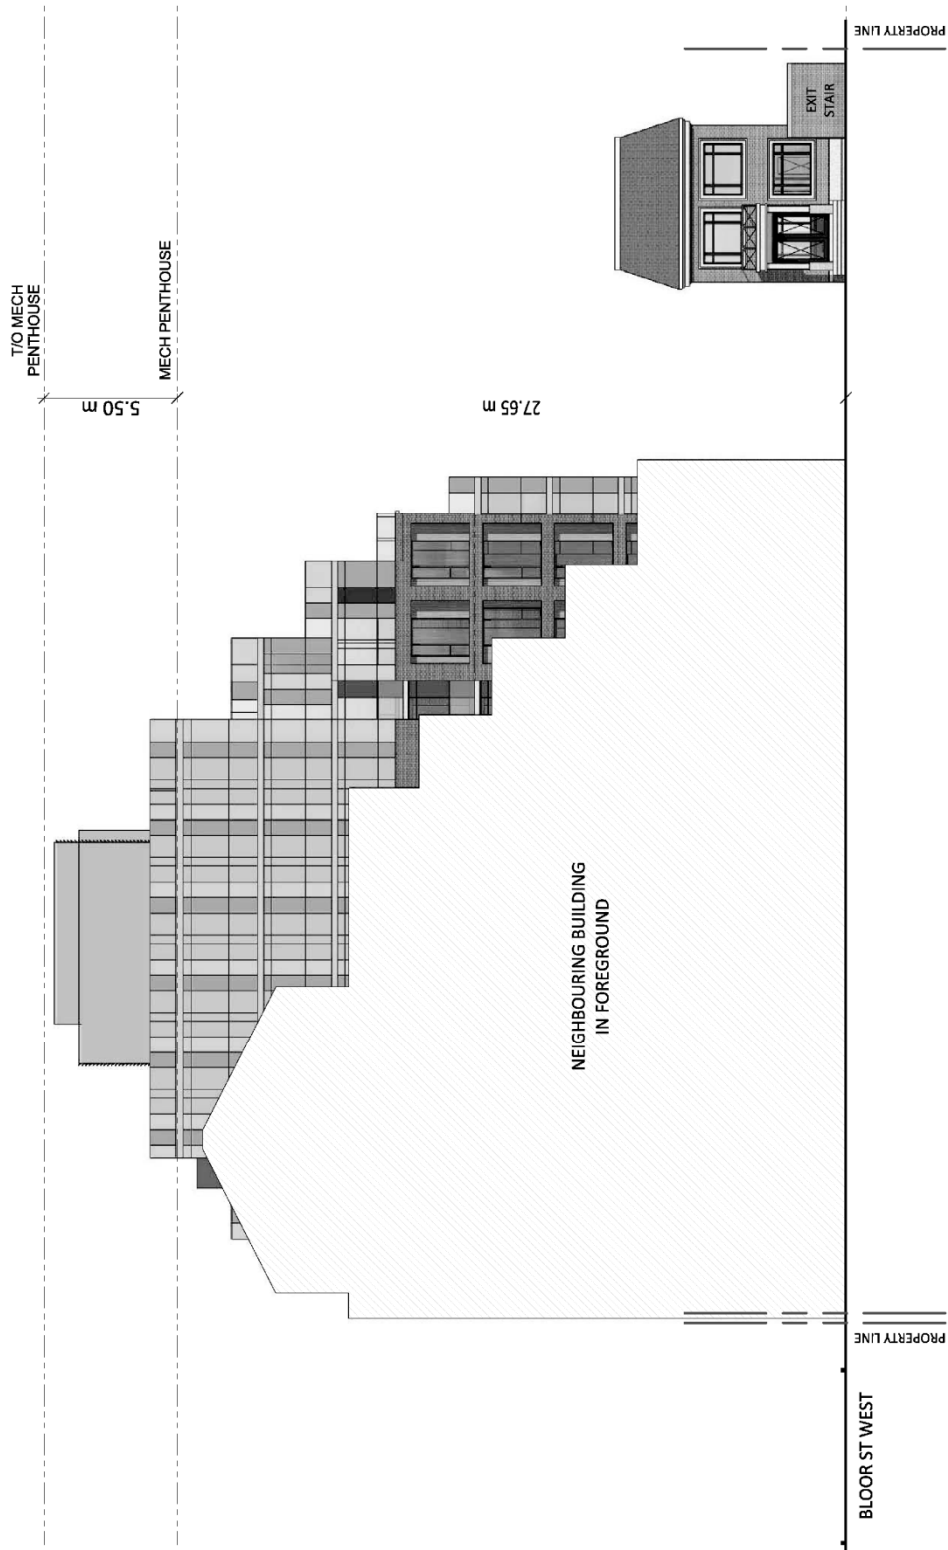 T/O MECH
PENTHOUSE
MECH PENTHOUSE
5.50 m
27.65 m
NEIGHBOURING BUILDING
IN FOREGROUND
EXIT
STAIR
PROPERTY LINE
PROPERTY LINE
BLOOR ST WEST